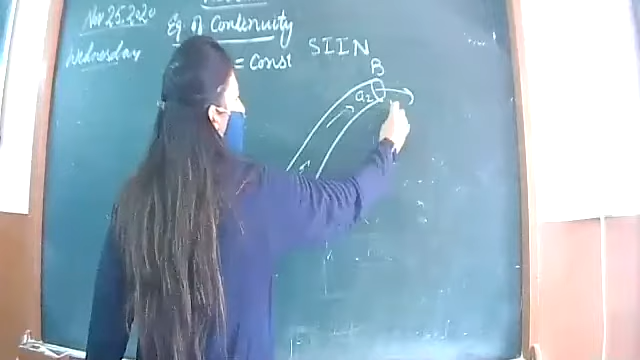 Nov 25, 2020
Wednesday
Eq. of Continuity
= Const
SIIN
B
a₂